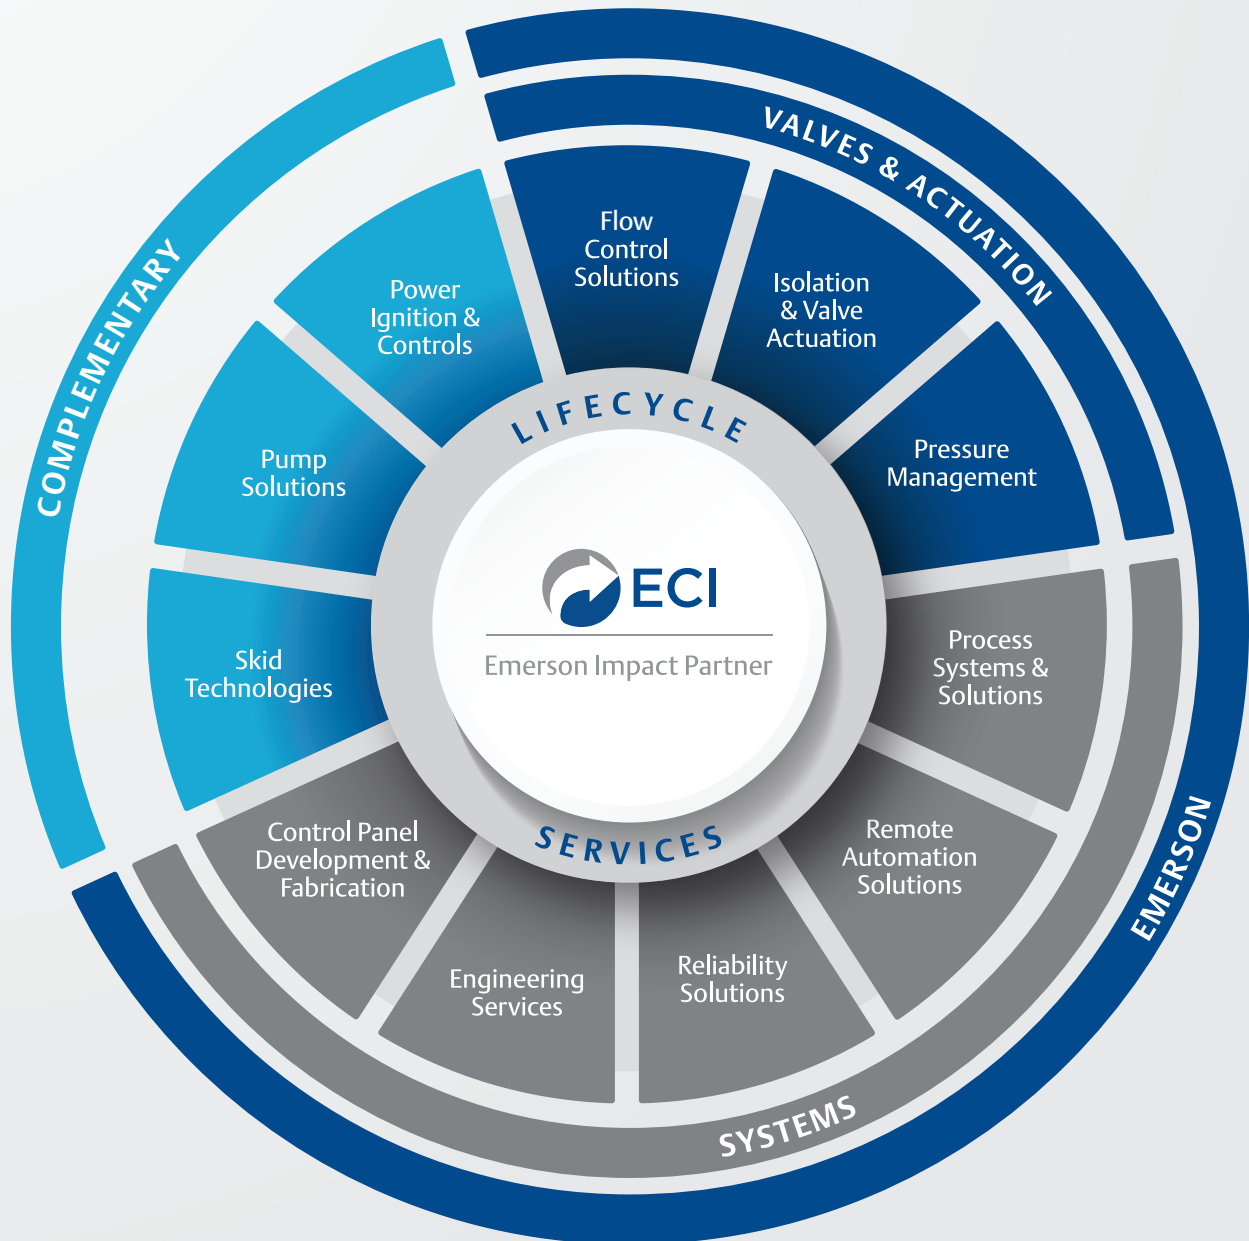 COMPLEMENTARY
EMERSON
VALVES & ACTUATION
SYSTEMS
Flow
Control
Solutions
Isolation
& Valve
Actuation
Pressure
Management
Process
Systems &
Solutions
Remote
Automation
Solutions
Reliability
Solutions
Engineering
Services
Control Panel
Development &
Fabrication
Skid
Technologies
Pump
Solutions
Power
Ignition &
Controls
LIFECYCLE
ECI
Emerson Impact Partner
SERVICES